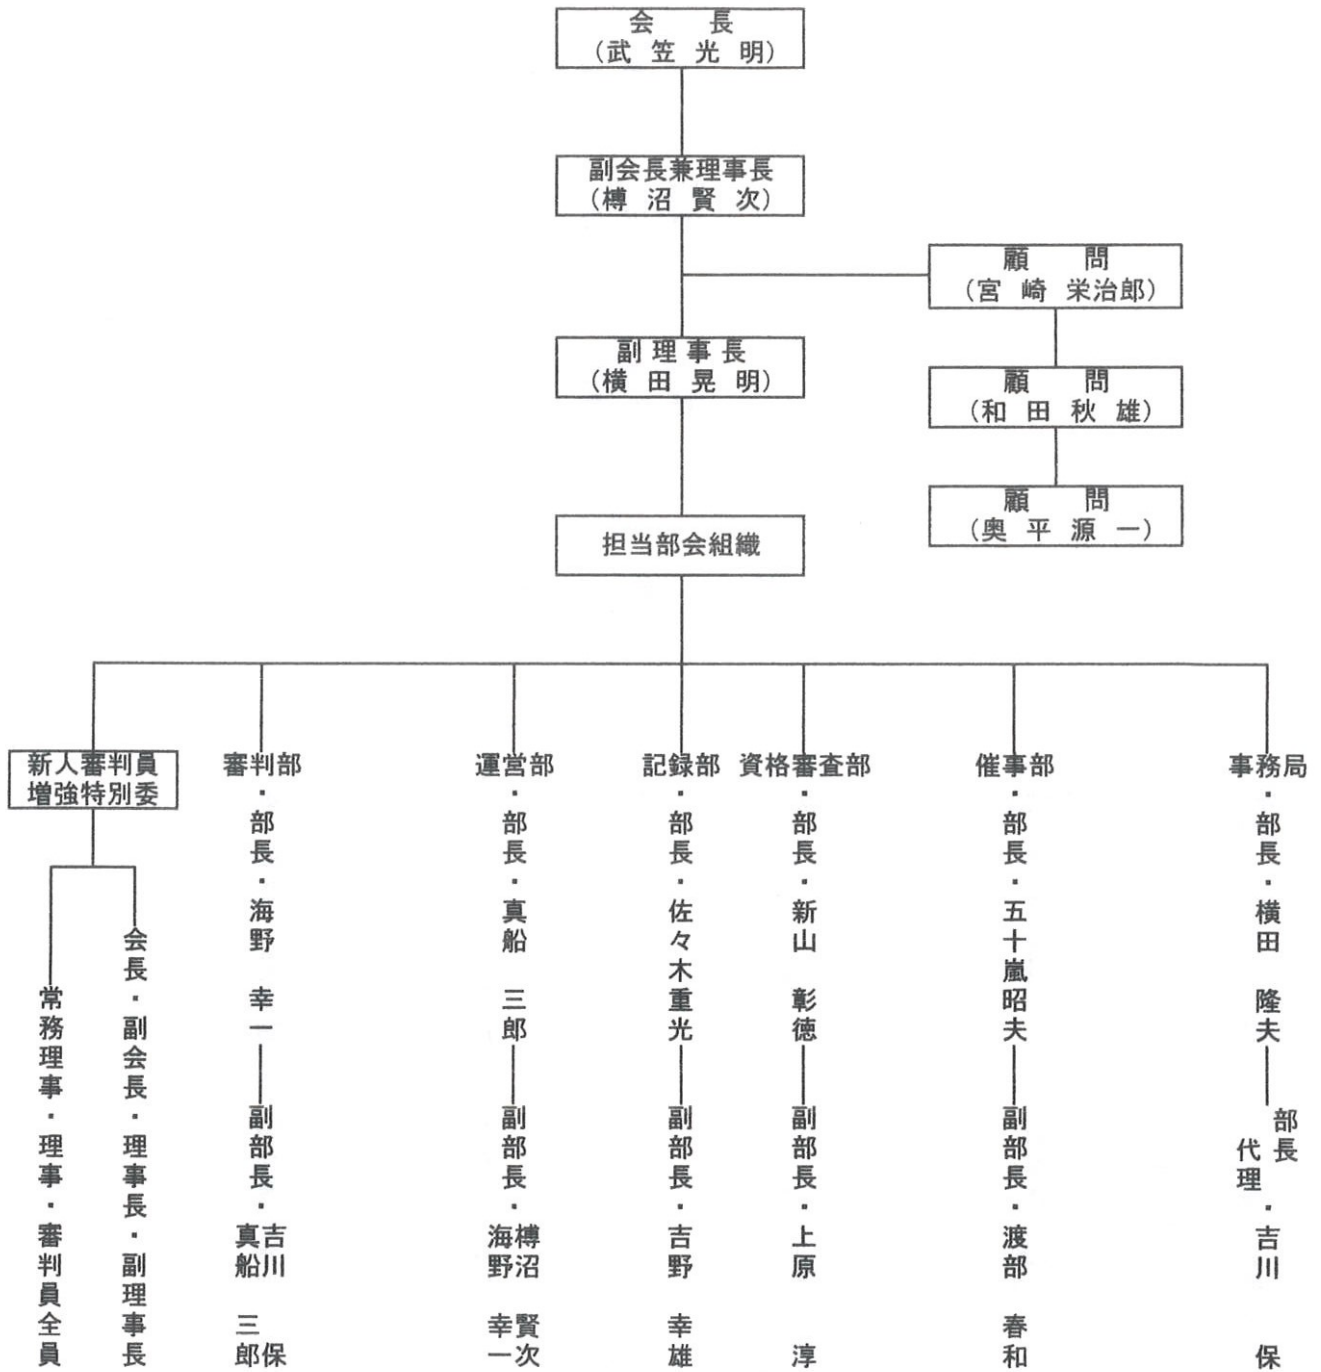 会　　長
（武 笠 光 明）
副会長兼理事長
（樽 沼 賢 次）
顧　　問
（宮 崎 栄治郎）
副 理 事 長
（横 田 晃 明）
顧　　問
（和 田 秋 雄）
顧　　問
（奥 平 源 一）
担当部会組織
新人審判員
増強特別委
会長・副会長・理事長・副理事長
常務理事・理事・審判員全員
審判部
・部長・海野　幸一
副部長・吉川　保
真船　三郎
運営部
・部長・真船　三郎
副部長・樽沼　賢次
海野　幸一
記録部
・部長・佐々木重光
副部長・吉野　幸雄
資格審査部
・部長・新山　彰徳
副部長・上原　淳
催事部
・部長・五十嵐昭夫
副部長・渡部　春和
事務局
・部長・横田　隆夫
部長
代理・吉川　保